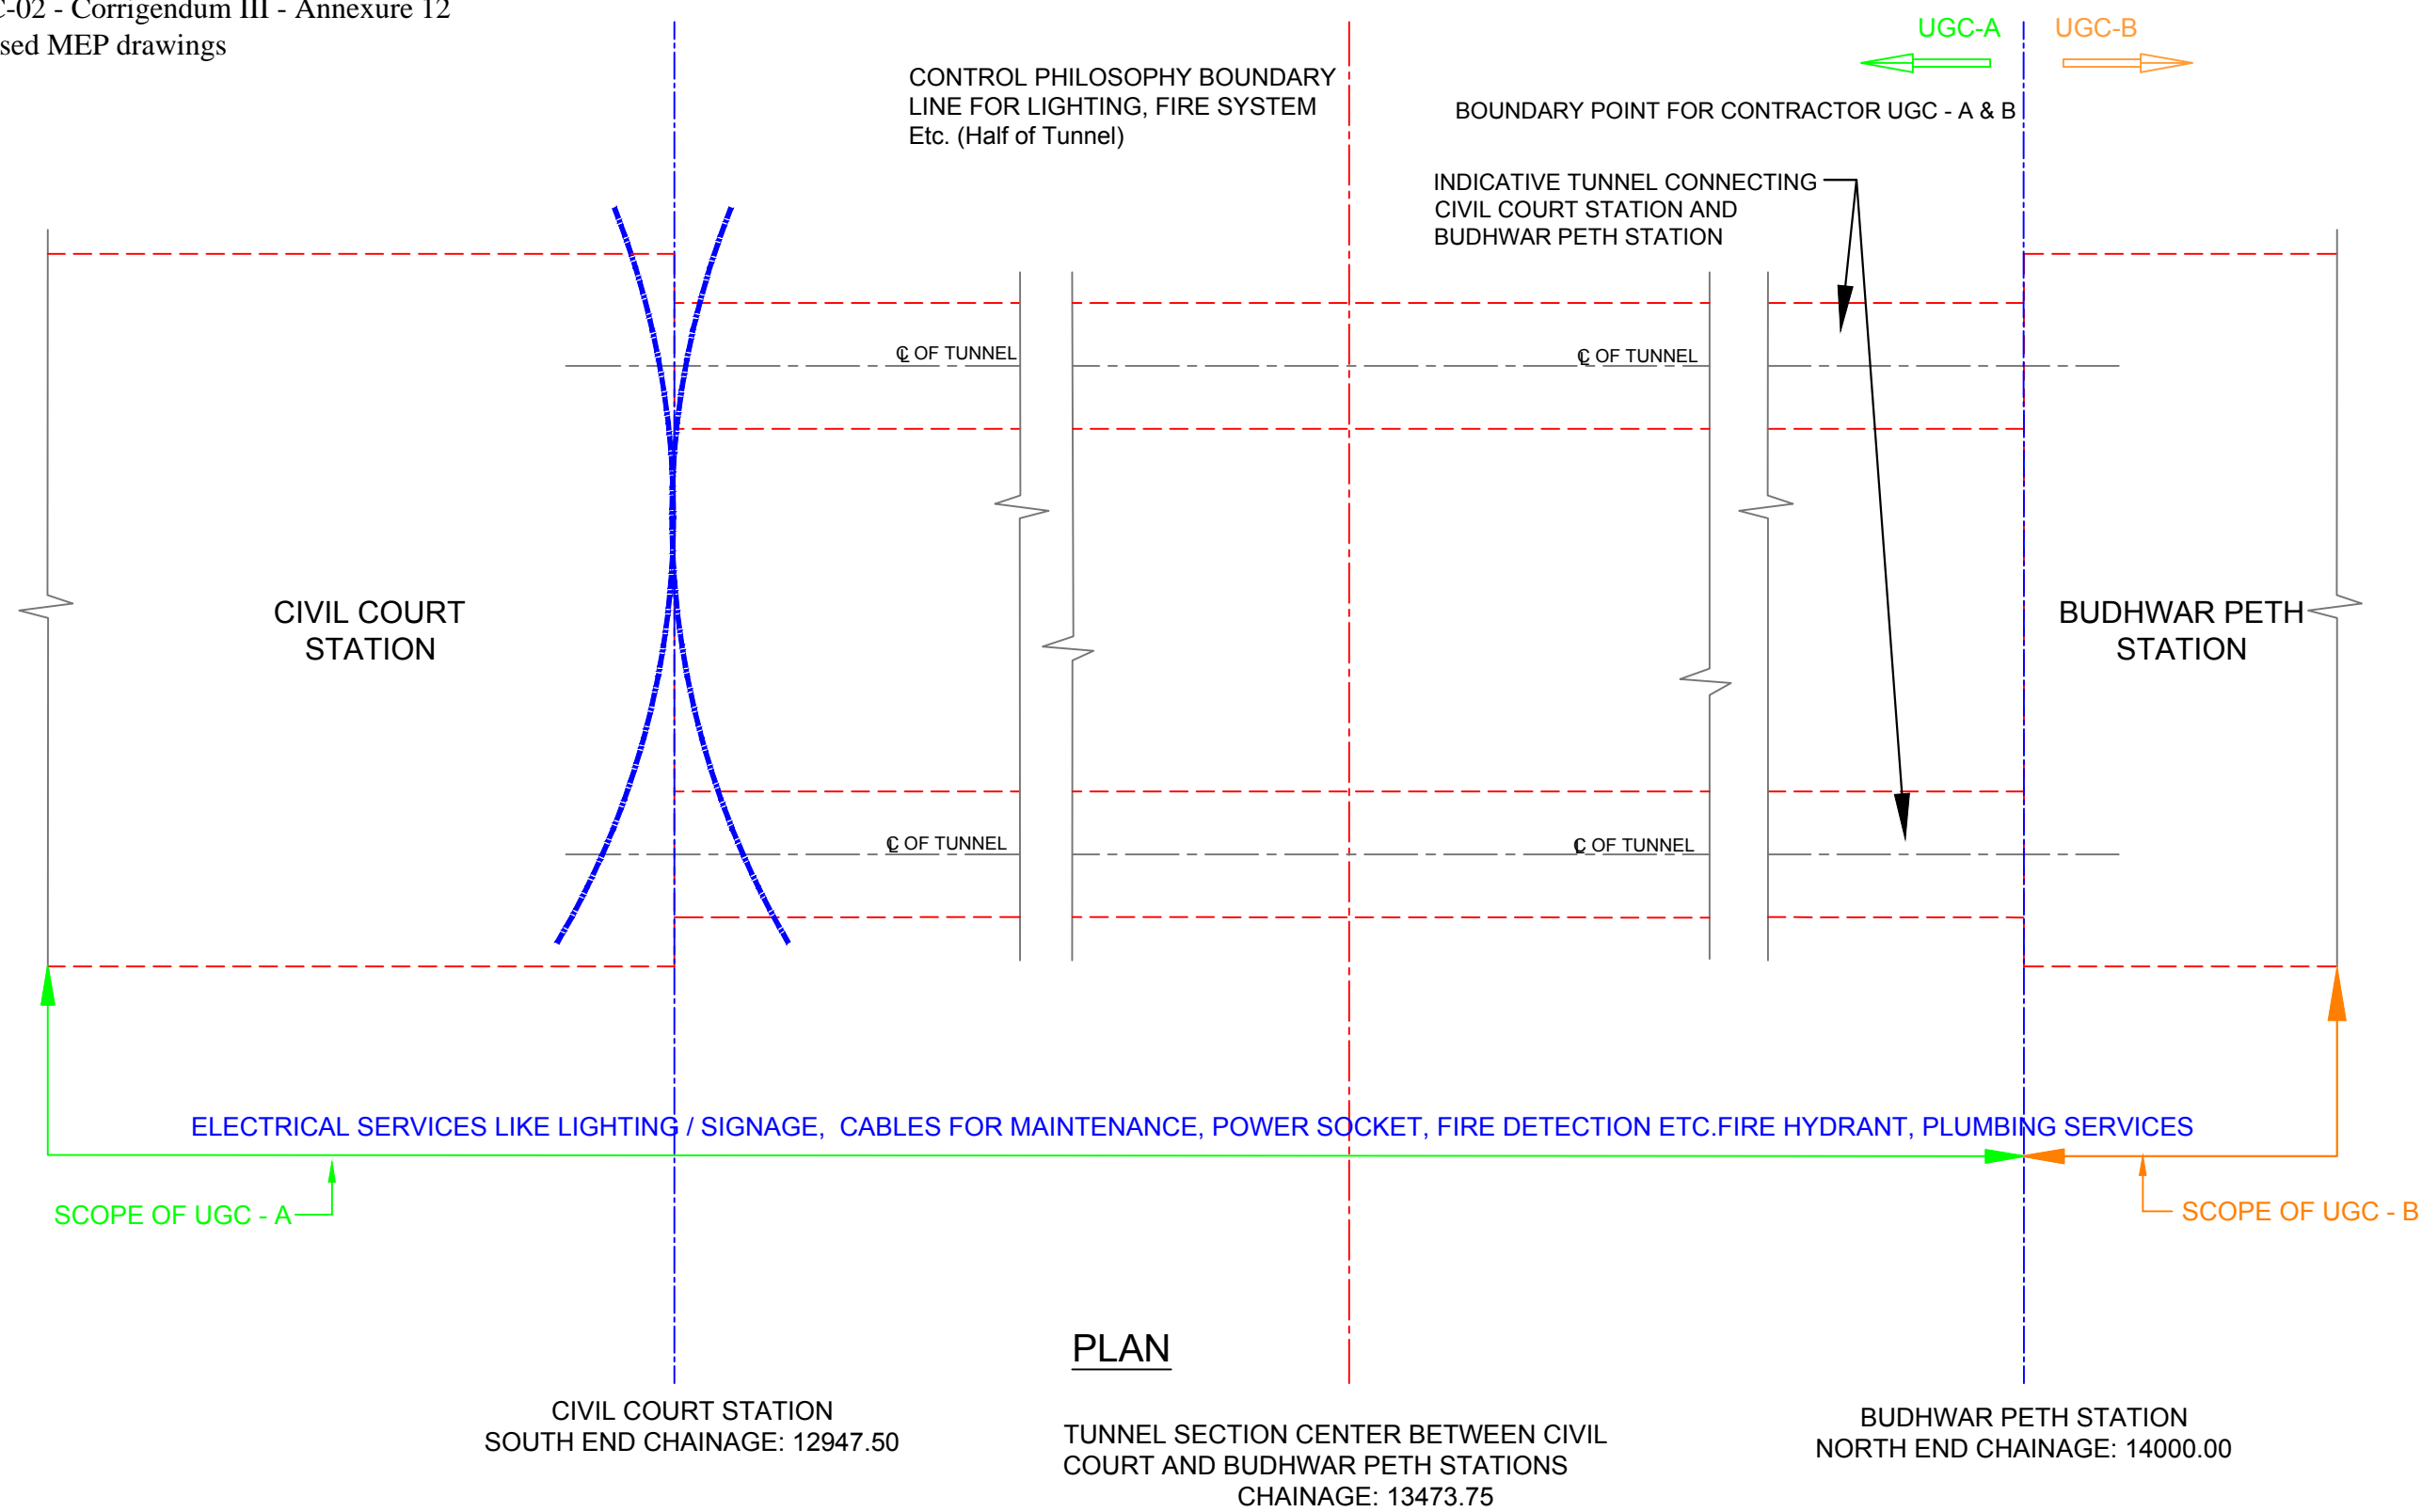 C-02 - Corrigendum III - Annexure 12
sed MEP drawings
UGC-A
UGC-B
CONTROL PHILOSOPHY BOUNDARY
LINE FOR LIGHTING, FIRE SYSTEM
Etc. (Half of Tunnel)
BOUNDARY POINT FOR CONTRACTOR UGC - A & B
INDICATIVE TUNNEL CONNECTING
CIVIL COURT STATION AND
BUDHWAR PETH STATION
℄ OF TUNNEL
℄ OF TUNNEL
CIVIL COURT
STATION
BUDHWAR PETH
STATION
℄ OF TUNNEL
℄ OF TUNNEL
ELECTRICAL SERVICES LIKE LIGHTING / SIGNAGE, CABLES FOR MAINTENANCE, POWER SOCKET, FIRE DETECTION ETC.FIRE HYDRANT, PLUMBING SERVICES
SCOPE OF UGC - A
SCOPE OF UGC - B
PLAN
CIVIL COURT STATION
SOUTH END CHAINAGE: 12947.50
TUNNEL SECTION CENTER BETWEEN CIVIL
COURT AND BUDHWAR PETH STATIONS
CHAINAGE: 13473.75
BUDHWAR PETH STATION
NORTH END CHAINAGE: 14000.00